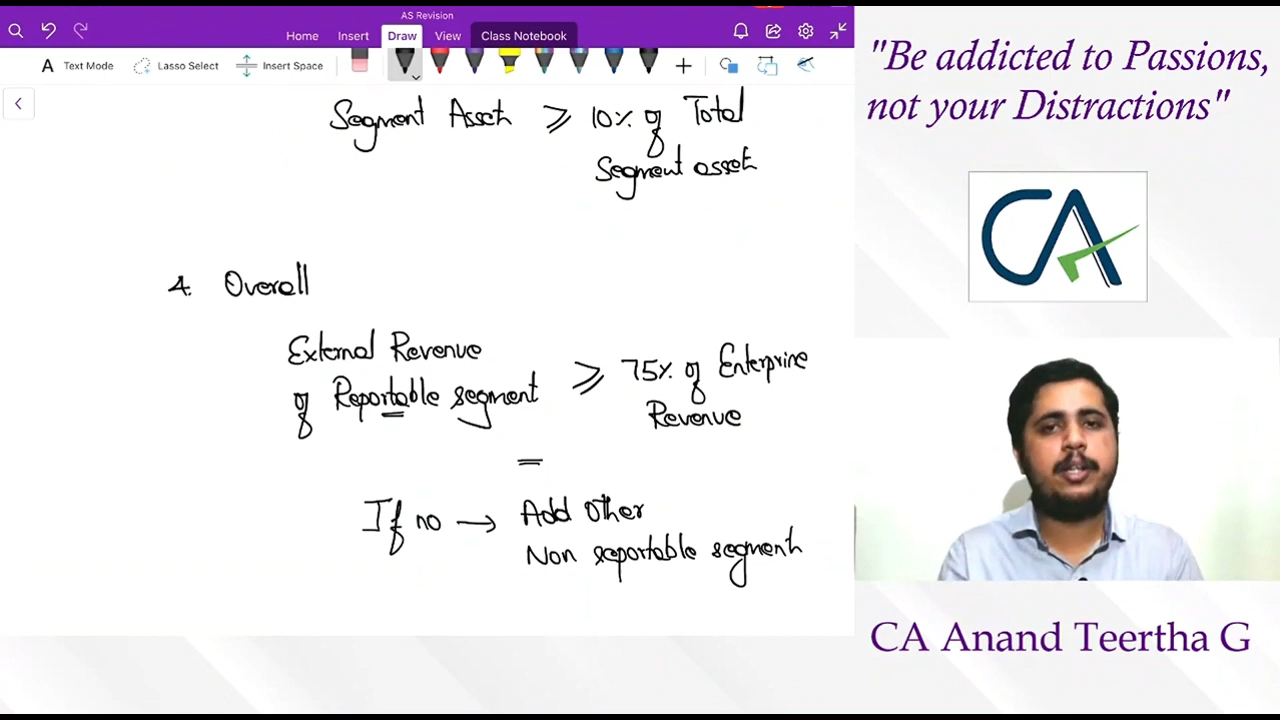 AS Revision
Home Insert Draw View Class Notebook
Text Mode Lasso Select Insert Space
Segment Asset ⩾ 10% of Total
Segment asset
4. Overall
External Revenue
of Reportable segment ⩾ 75% of Enterprise
Revenue
If no → Add Other
Non reportable segment
"Be addicted to Passions,
not your Distractions"
CA
CA Anand Teertha G